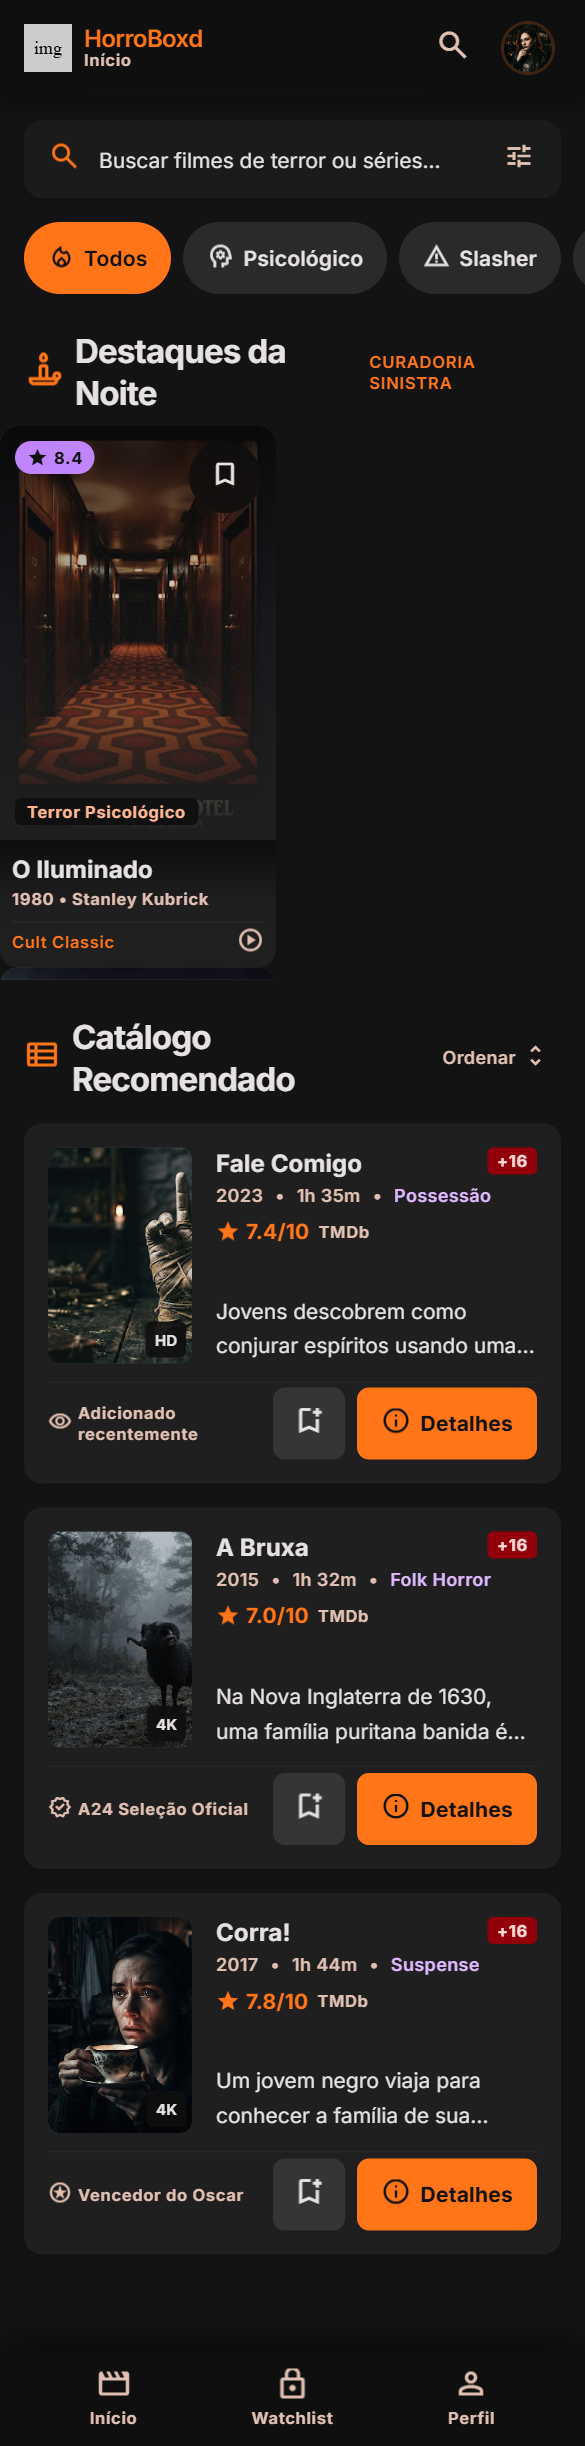 img
HorroBoxd
Início
Buscar filmes de terror ou séries...
Todos
Psicológico
Slasher
Destaques da
Noite
CURADORIA
SINISTRA
8.4
OTEL
Terror Psicológico
O Iluminado
1980 • Stanley Kubrick
Cult Classic
Catálogo
Recomendado
Ordenar
Fale Comigo
+16
2023 • 1h 35m • Possessão
7.4/10 TMDb
Jovens descobrem como
conjurar espíritos usando uma...
HD
Adicionado
recentemente
Detalhes
A Bruxa
+16
2015 • 1h 32m • Folk Horror
7.0/10 TMDb
Na Nova Inglaterra de 1630,
uma família puritana banida é...
4K
A24 Seleção Oficial
Detalhes
Corra!
+16
2017 • 1h 44m • Suspense
7.8/10 TMDb
Um jovem negro viaja para
conhecer a família de sua...
4K
Vencedor do Oscar
Detalhes
Início
Watchlist
Perfil